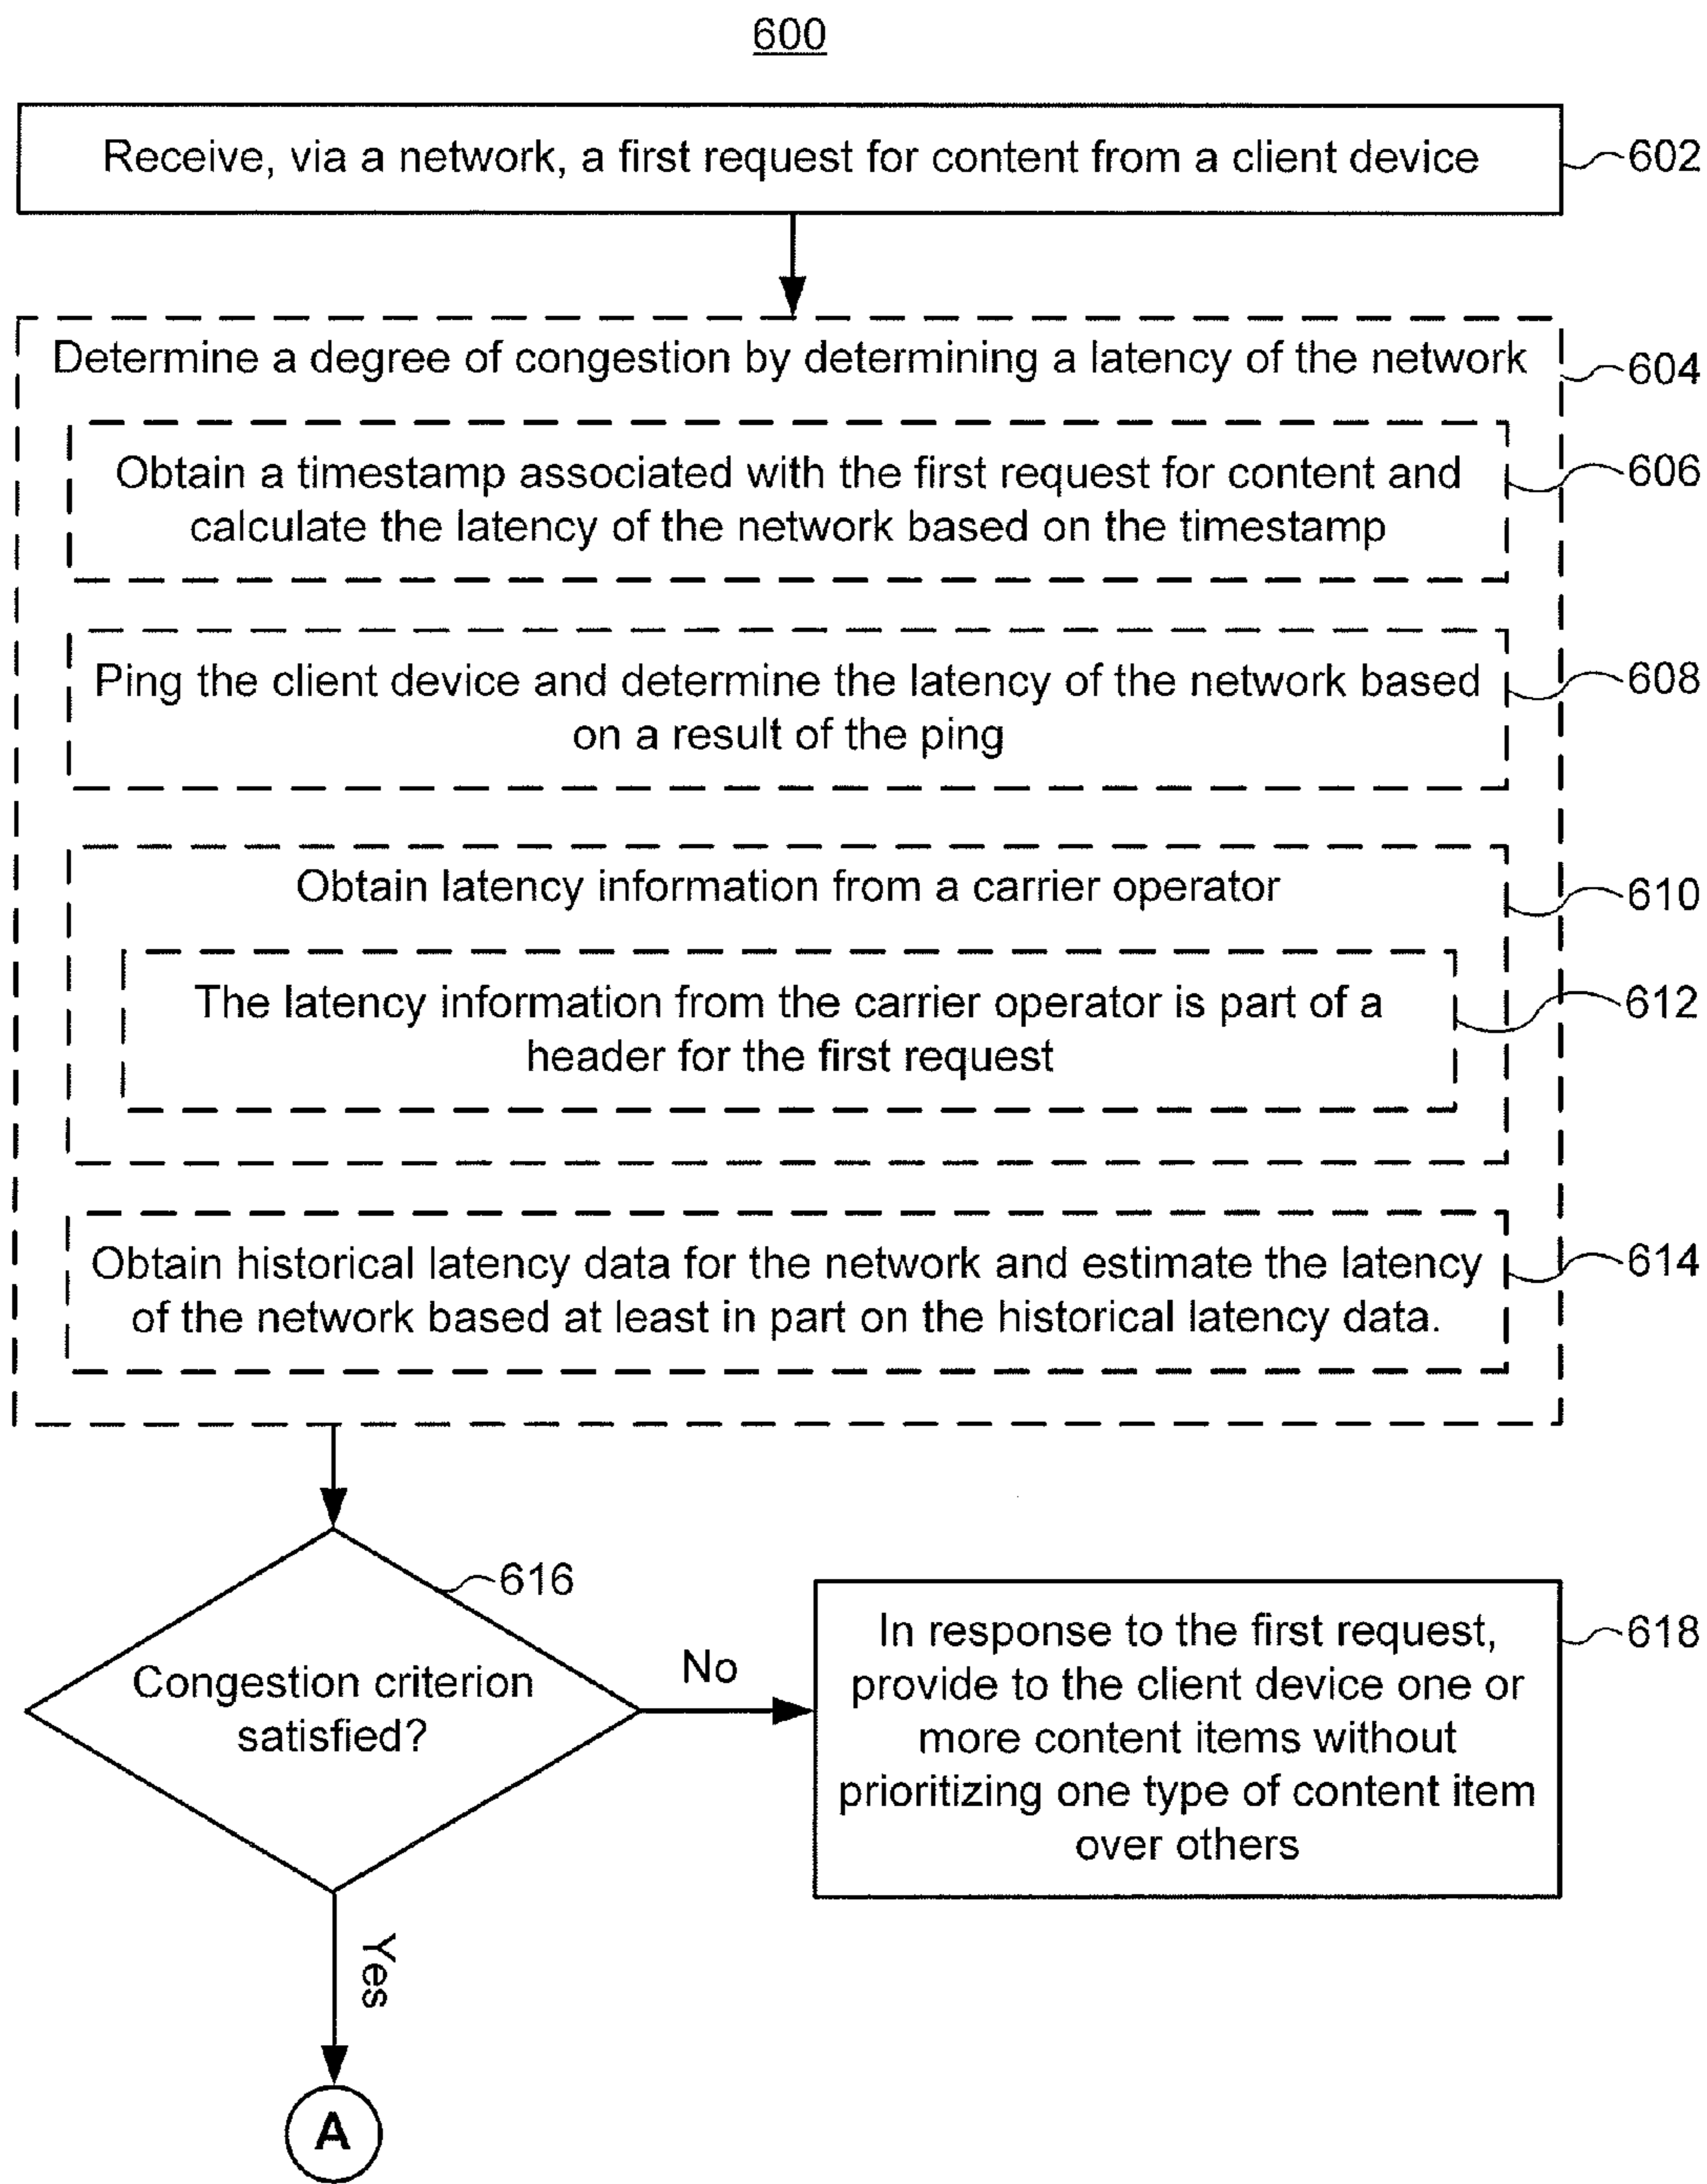 600
Receive, via a network, a first request for content from a client device
602
Determine a degree of congestion by determining a latency of the network
604
Obtain a timestamp associated with the first request for content and
calculate the latency of the network based on the timestamp
606
Ping the client device and determine the latency of the network based
on a result of the ping
608
Obtain latency information from a carrier operator
610
The latency information from the carrier operator is part of a
header for the first request
612
Obtain historical latency data for the network and estimate the latency
of the network based at least in part on the historical latency data.
614
616
Congestion criterion
satisfied?
No
In response to the first request,
provide to the client device one or
more content items without
prioritizing one type of content item
over others
618
Yes
A